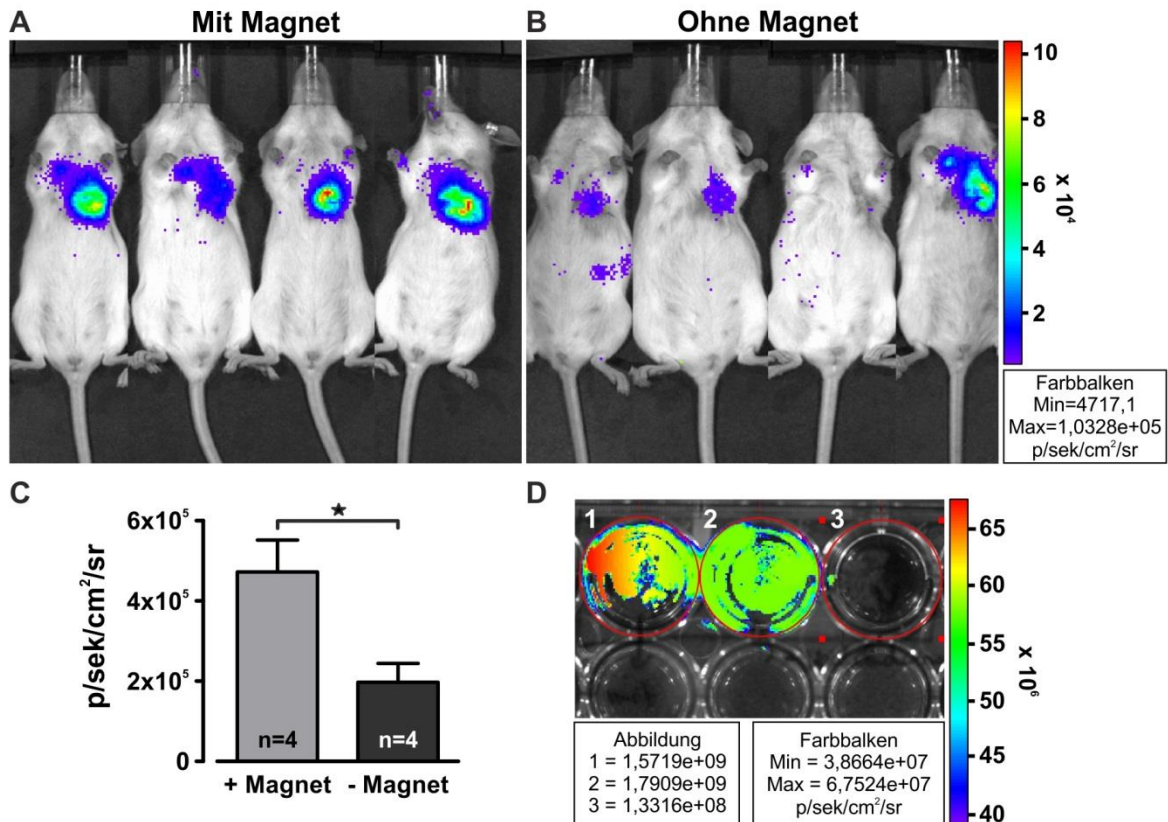 A
Mit Magnet
B
Ohne Magnet
10
8
6
4
2
x 10⁴
Farbbalken
Min=4717,1
Max=1,0328e+05
p/sek/cm²/sr
C
6x10⁵
4x10⁵
2x10⁵
0
p/sek/cm²/sr
★
n=4
n=4
+ Magnet
- Magnet
D
1
2
3
65
60
55
50
45
40
x 10⁶
Abbildung
1 = 1,5719e+09
2 = 1,7909e+09
3 = 1,3316e+08
Farbbalken
Min = 3,8664e+07
Max = 6,7524e+07
p/sek/cm²/sr